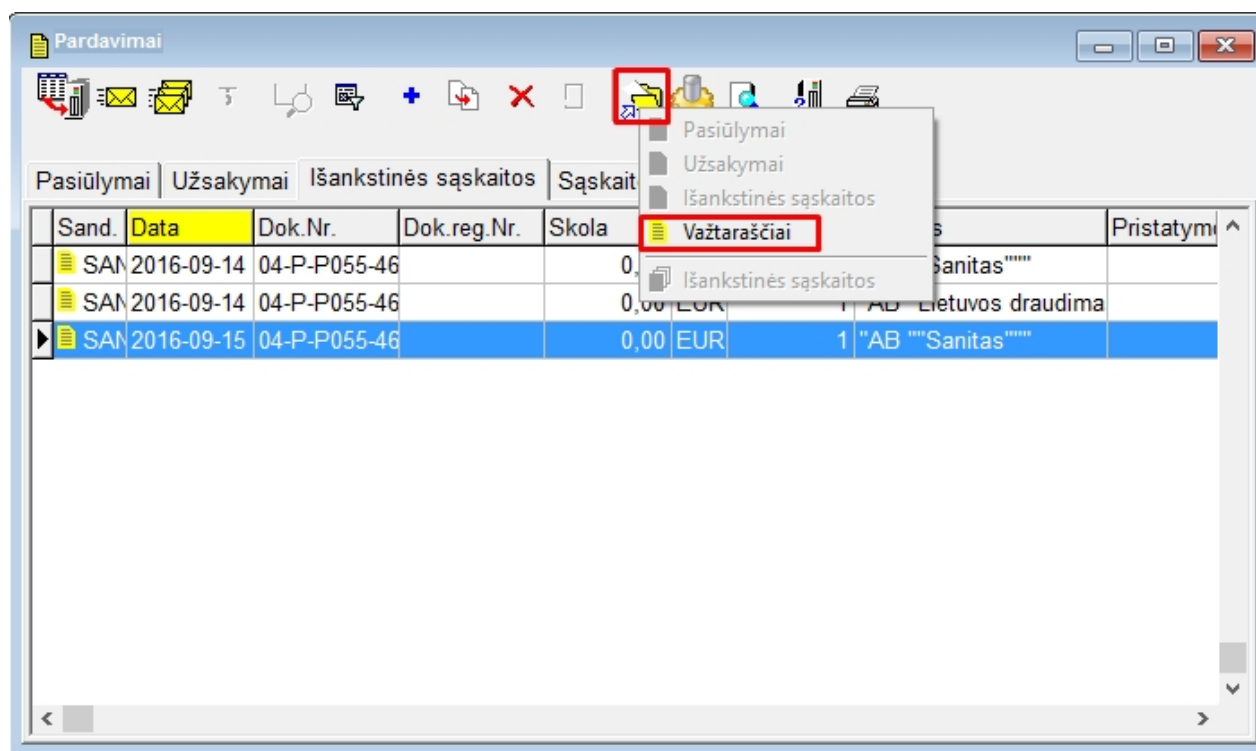 Pardavimai
Pasiūlymai
Užsakymai
Išankstinės sąskaitos
Važtaraščiai
Išankstinės sąskaitos
Pasiūlymai Užsakymai Išankstinės sąskaitos Sąskait
Sand. Data Dok.Nr. Dok.reg.Nr. Skola s Pristatym
SAN 2016-09-14 04-P-P055-46 0, Sanitas"""
SAN 2016-09-14 04-P-P055-46 0,00 EUR 1 "AB Lietuvos draudima
SAN 2016-09-15 04-P-P055-46 0,00 EUR 1 "AB ""Sanitas"""